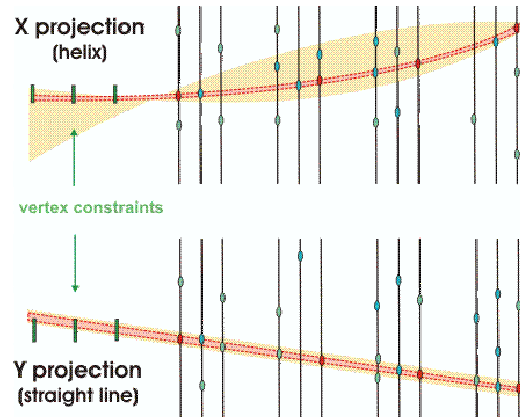 X projection
(helix)
vertex constraints
Y projection
(straight line)